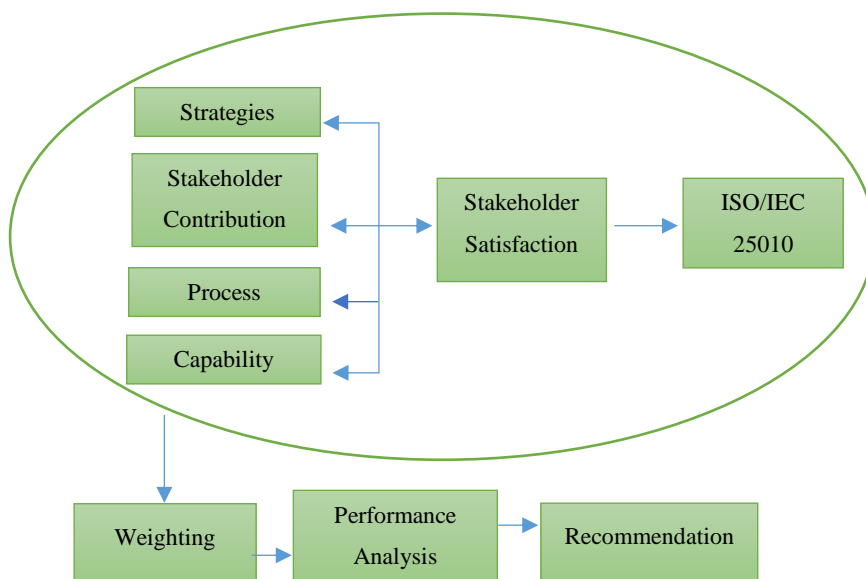 Strategies
Stakeholder
Contribution
Process
Capability
Stakeholder
Satisfaction
ISO/IEC
25010
Weighting
Performance
Analysis
Recommendation